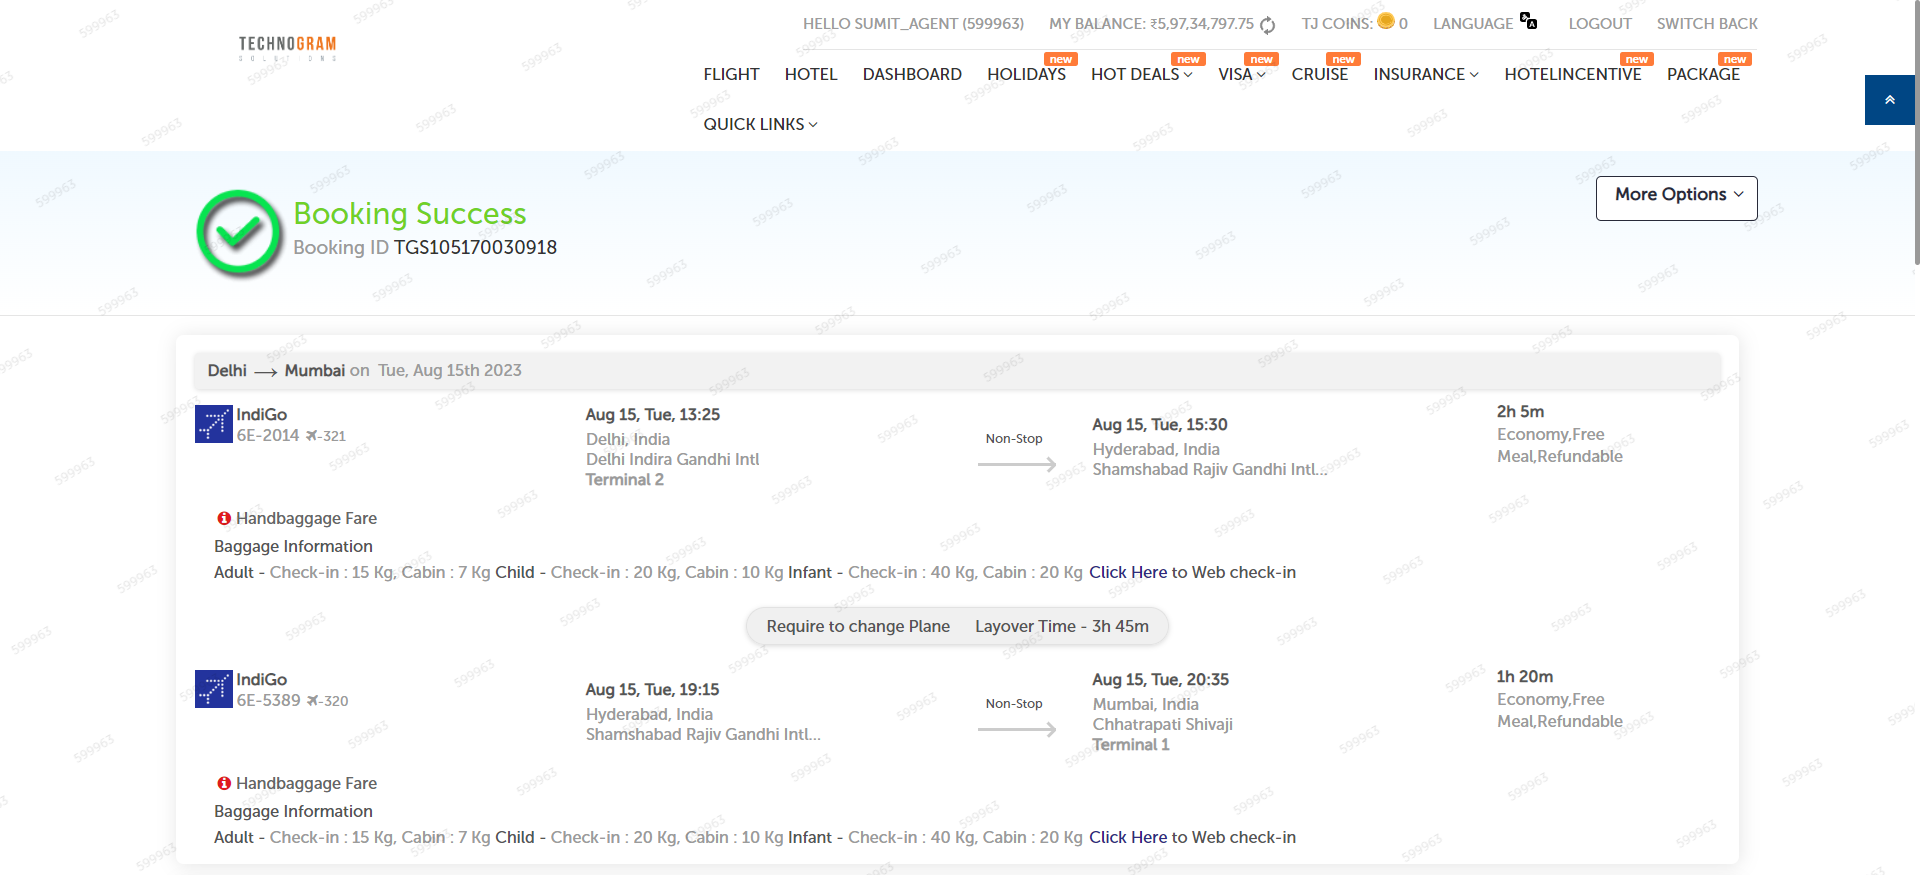 HELLO SUMIT_AGENT (599963) MY BALANCE: ₹5,97,34,797.75 TJ COINS: 0 LANGUAGE LOGOUT SWITCH BACK
TECHNOGRAM
SOLUTIONS
new new new new new new
FLIGHT HOTEL DASHBOARD HOLIDAYS HOT DEALS VISA CRUISE INSURANCE HOTELINCENTIVE PACKAGE
QUICK LINKS
Booking Success
Booking ID TGS105170030918
More Options
Delhi → Mumbai on Tue, Aug 15th 2023
IndiGo
6E-2014 -321
Aug 15, Tue, 13:25
Delhi, India
Delhi Indira Gandhi Intl
Terminal 2
Non-Stop
Aug 15, Tue, 15:30
Hyderabad, India
Shamshabad Rajiv Gandhi Intl...
2h 5m
Economy,Free
Meal,Refundable
Handbaggage Fare
Baggage Information
Adult - Check-in : 15 Kg, Cabin : 7 Kg Child - Check-in : 20 Kg, Cabin : 10 Kg Infant - Check-in : 40 Kg, Cabin : 20 Kg Click Here to Web check-in
Require to change Plane Layover Time - 3h 45m
IndiGo
6E-5389 -320
Aug 15, Tue, 19:15
Hyderabad, India
Shamshabad Rajiv Gandhi Intl...
Non-Stop
Aug 15, Tue, 20:35
Mumbai, India
Chhatrapati Shivaji
Terminal 1
1h 20m
Economy,Free
Meal,Refundable
Handbaggage Fare
Baggage Information
Adult - Check-in : 15 Kg, Cabin : 7 Kg Child - Check-in : 20 Kg, Cabin : 10 Kg Infant - Check-in : 40 Kg, Cabin : 20 Kg Click Here to Web check-in
599963